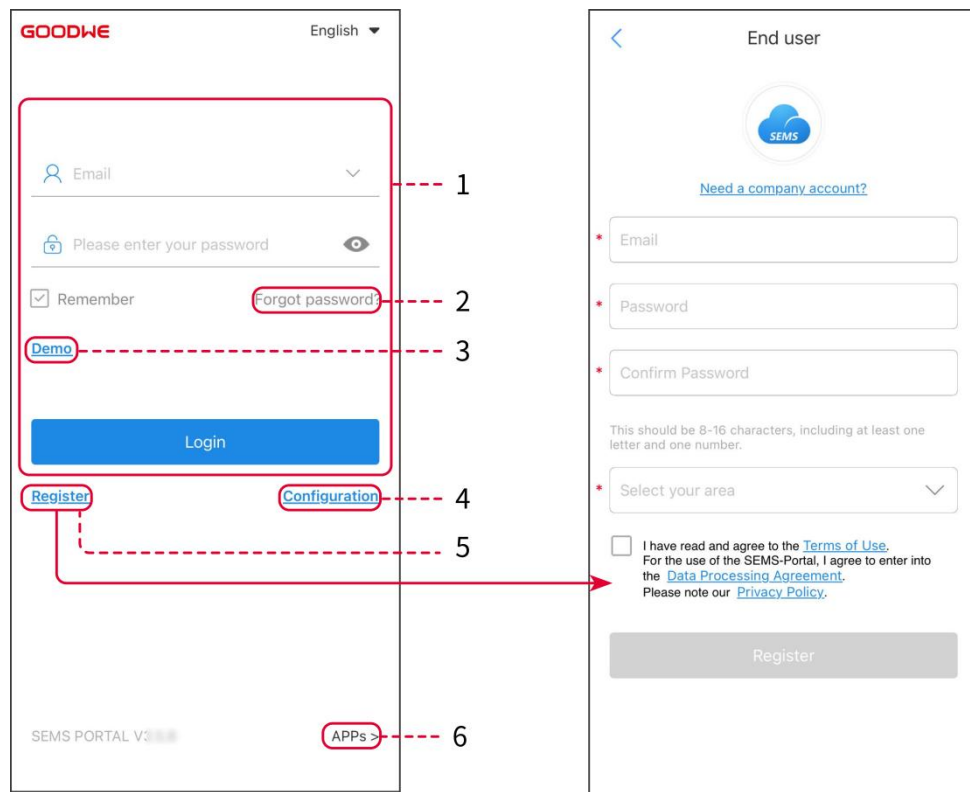 GOODWE
English
Email
1
Please enter your password
Remember
Forgot password?
2
Demo
3
Login
Register
Configuration
4
5
SEMS PORTAL
APPs >
6
End user
SEMS
Need a company account?
* Email
* Password
* Confirm Password
This should be 8-16 characters, including at least one
letter and one number.
* Select your area
I have read and agree to the Terms of Use.
For the use of the SEMS-Portal, I agree to enter into
the Data Processing Agreement.
Please note our Privacy Policy.
Register